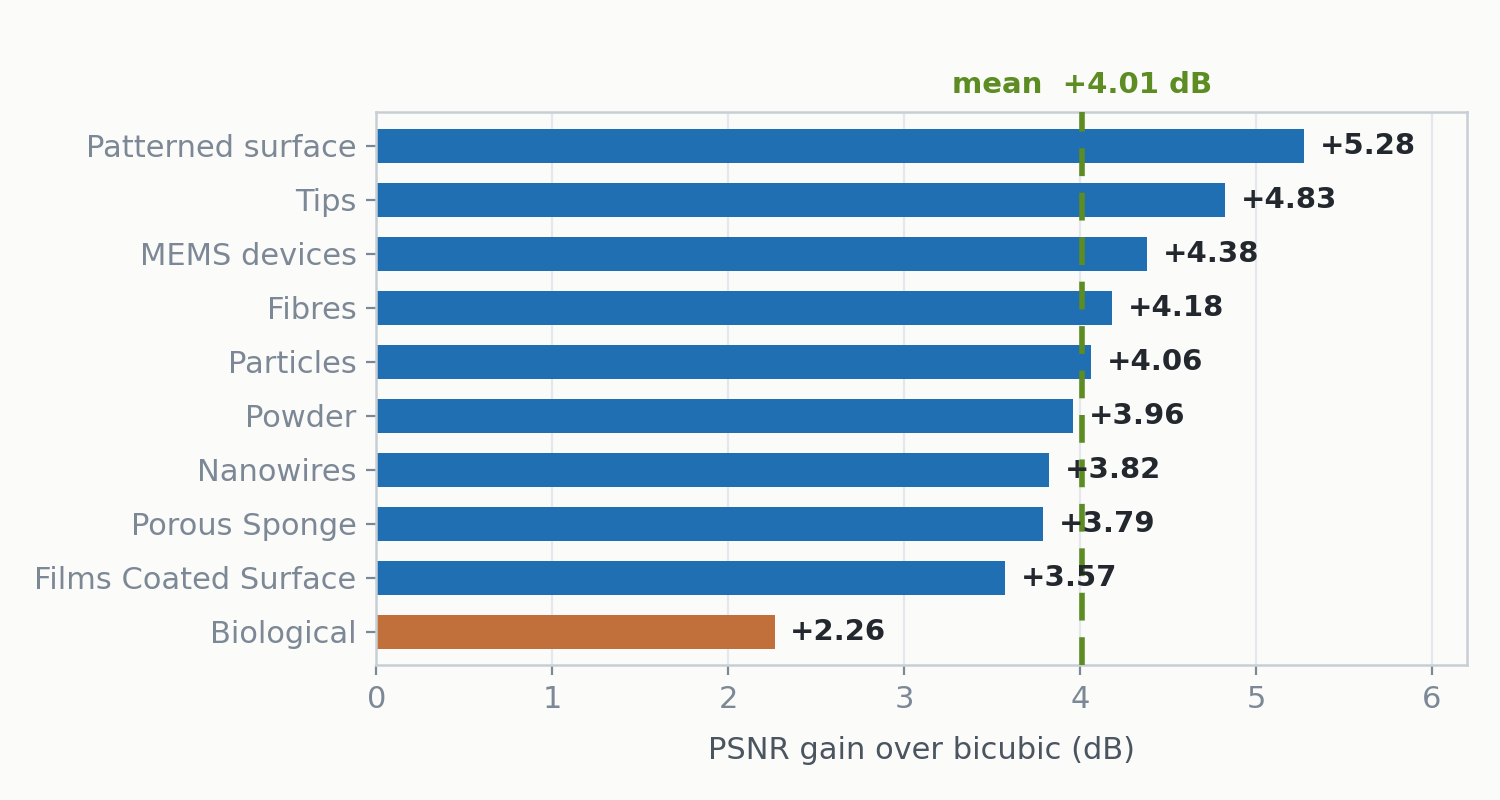 mean +4.01 dB
Patterned surface +5.28
Tips +4.83
MEMS devices +4.38
Fibres +4.18
Particles +4.06
Powder +3.96
Nanowires +3.82
Porous Sponge +3.79
Films Coated Surface +3.57
Biological +2.26
0 1 2 3 4 5 6
PSNR gain over bicubic (dB)